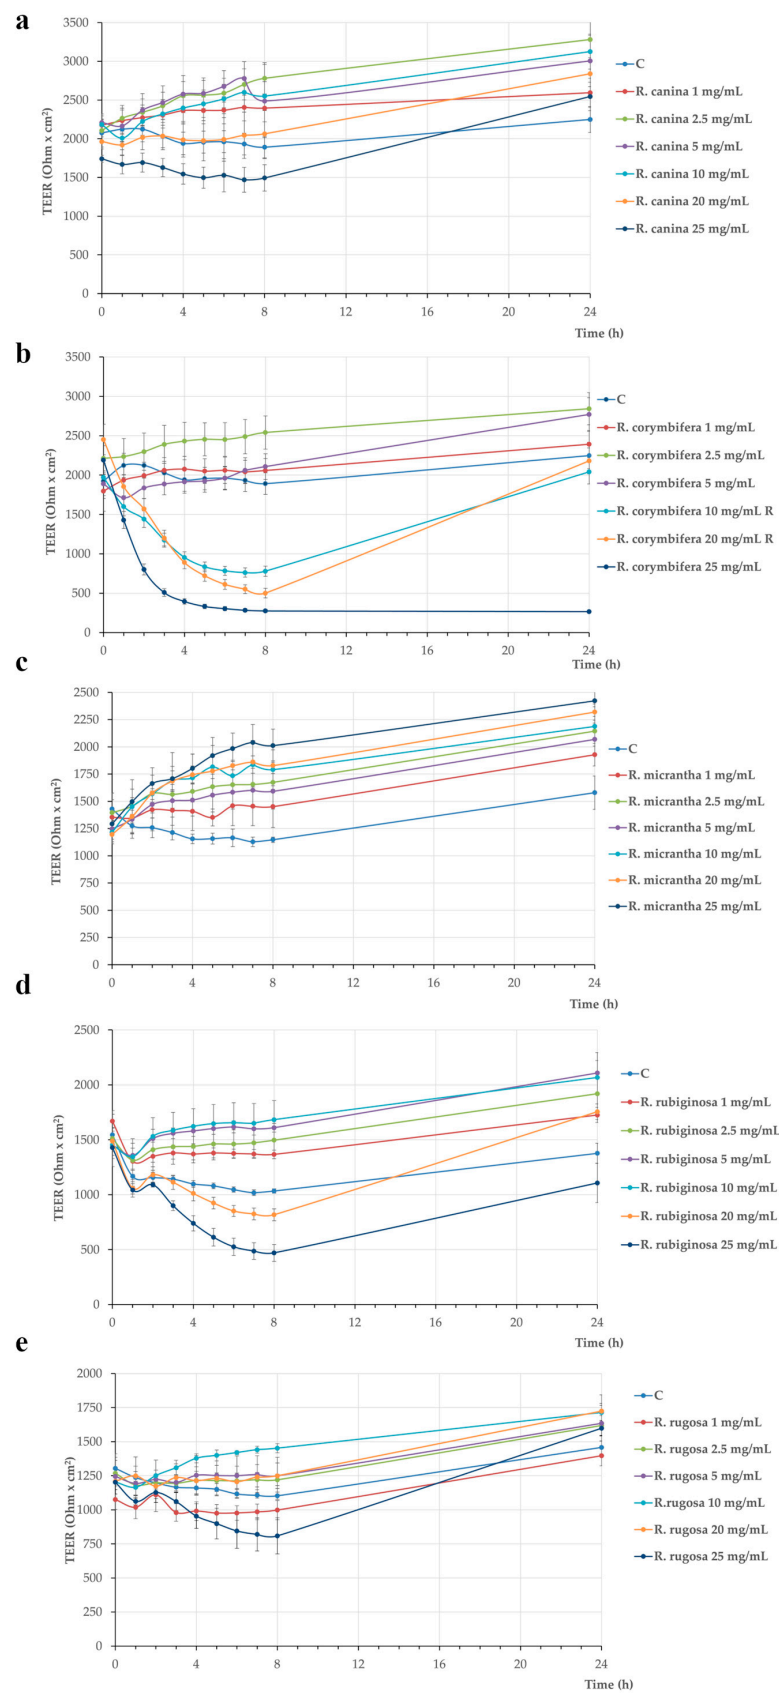 a
3500
3000
2500
2000
1500
1000
500
0
TEER (Ohm x cm²)
0
4
8
12
16
20
24
Time (h)
C
R. canina 1 mg/mL
R. canina 2.5 mg/mL
R. canina 5 mg/mL
R. canina 10 mg/mL
R. canina 20 mg/mL
R. canina 25 mg/mL
b
3500
3000
2500
2000
1500
1000
500
0
TEER (Ohm x cm²)
0
4
8
12
16
20
24
Time (h)
C
R. corymbifera 1 mg/mL
R. corymbifera 2.5 mg/mL
R. corymbifera 5 mg/mL
R. corymbifera 10 mg/mL R
R. corymbifera 20 mg/mL R
R. corymbifera 25 mg/mL
c
2500
2250
2000
1750
1500
1250
1000
750
500
250
0
TEER (Ohm x cm²)
0
4
8
12
16
20
24
Time (h)
C
R. micrantha 1 mg/mL
R. micrantha 2.5 mg/mL
R. micrantha 5 mg/mL
R. micrantha 10 mg/mL
R. micrantha 20 mg/mL
R. micrantha 25 mg/mL
d
2500
2000
1500
1000
500
0
TEER (Ohm x cm²)
0
4
8
12
16
20
24
Time (h)
C
R. rubiginosa 1 mg/mL
R. rubiginosa 2.5 mg/mL
R. rubiginosa 5 mg/mL
R. rubiginosa 10 mg/mL
R. rubiginosa 20 mg/mL
R. rubiginosa 25 mg/mL
e
2000
1750
1500
1250
1000
750
500
250
0
TEER (Ohm x cm²)
0
4
8
12
16
20
24
Time (h)
C
R. rugosa 1 mg/mL
R. rugosa 2.5 mg/mL
R. rugosa 5 mg/mL
R.rugosa 10 mg/mL
R. rugosa 20 mg/mL
R. rugosa 25 mg/mL